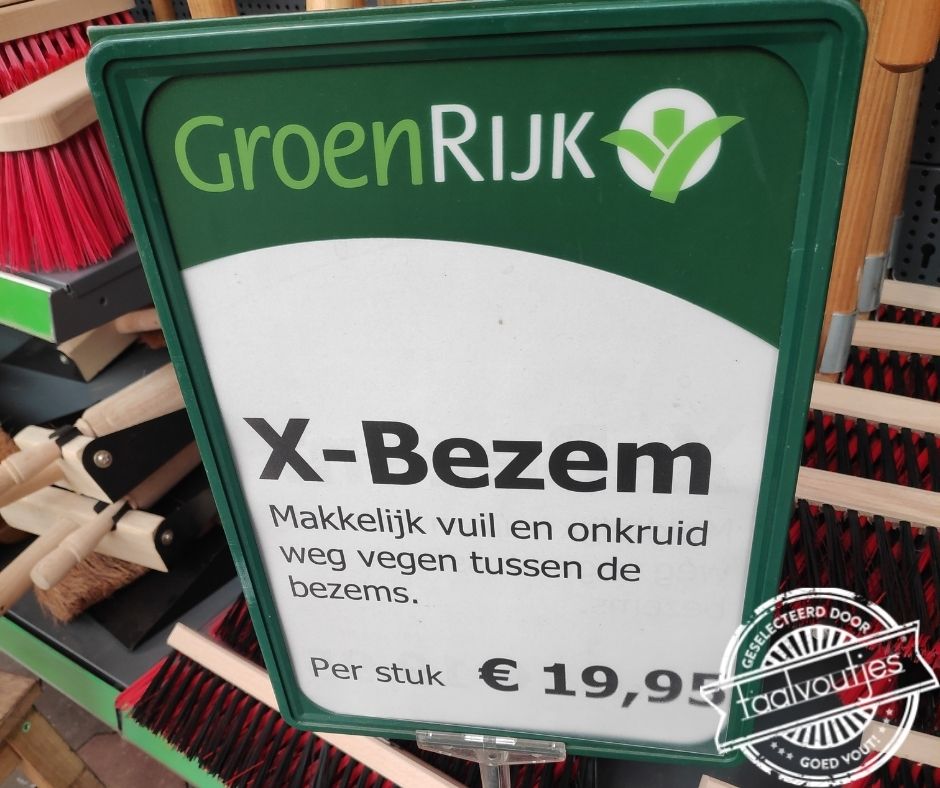 GroenRijk
X-Bezem
Makkelijk vuil en onkruid
weg vegen tussen de
bezems.
Per stuk € 19,95
GESELECTEERD DOOR
taalvoutjes
GOED VOUT!